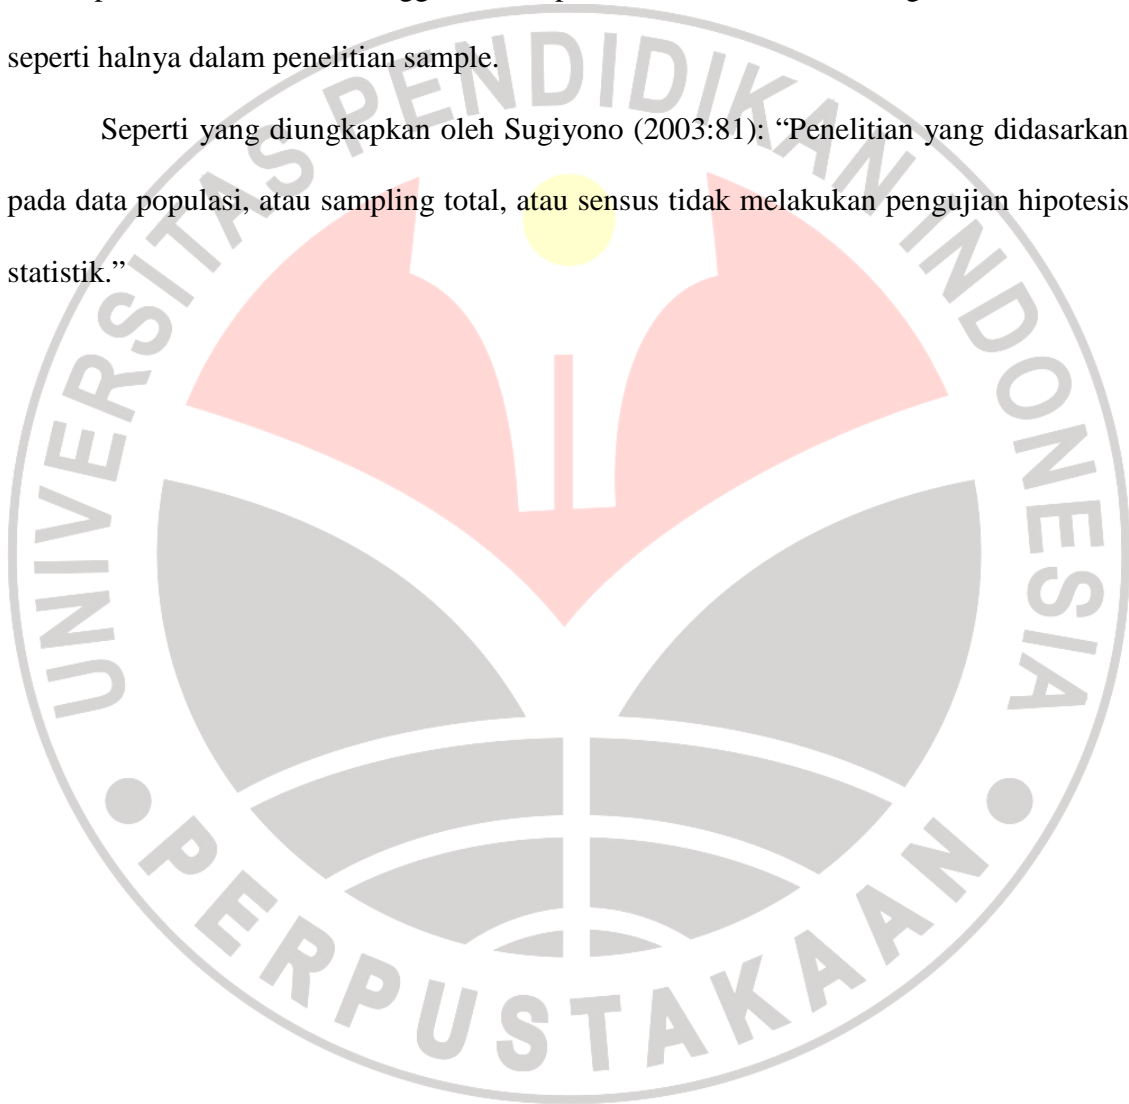 seperti halnya dalam penelitian sample.
Seperti yang diungkapkan oleh Sugiyono (2003:81): “Penelitian yang didasarkan
pada data populasi, atau sampling total, atau sensus tidak melakukan pengujian hipotesis
statistik.”
UNIVERSITAS PENDIDIKAN INDONESIA
PERPUSTAKAAN